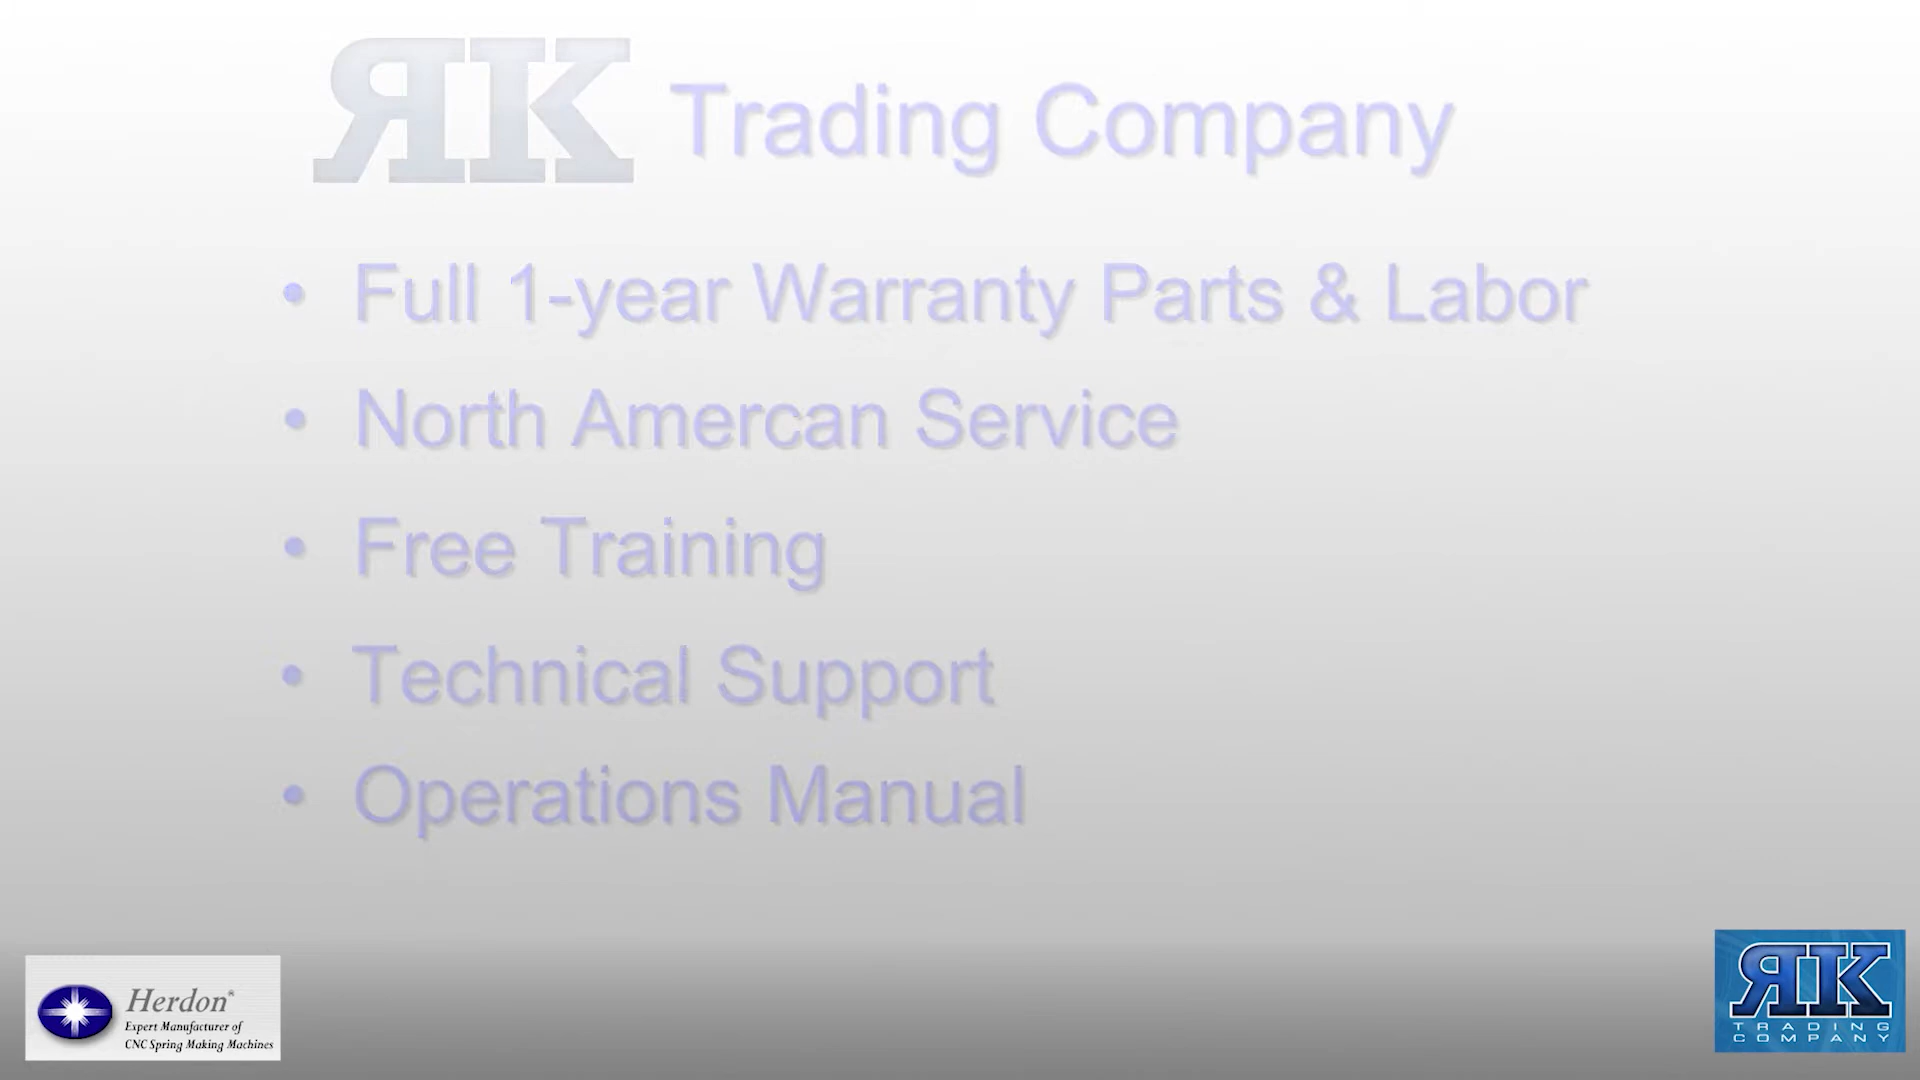 ЯK Trading Company
• Full 1-year Warranty Parts & Labor
• North Amercan Service
• Free Training
• Technical Support
• Operations Manual
Herdon®
Expert Manufacturer of
CNC Spring Making Machines
ЯK
TRADING
COMPANY